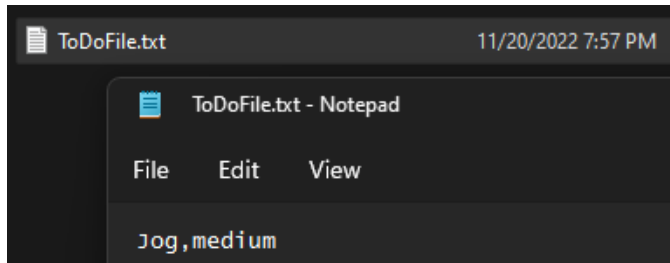 ToDoFile.txt 11/20/2022 7:57 PM
ToDoFile.txt - Notepad
File Edit View
Jog,medium